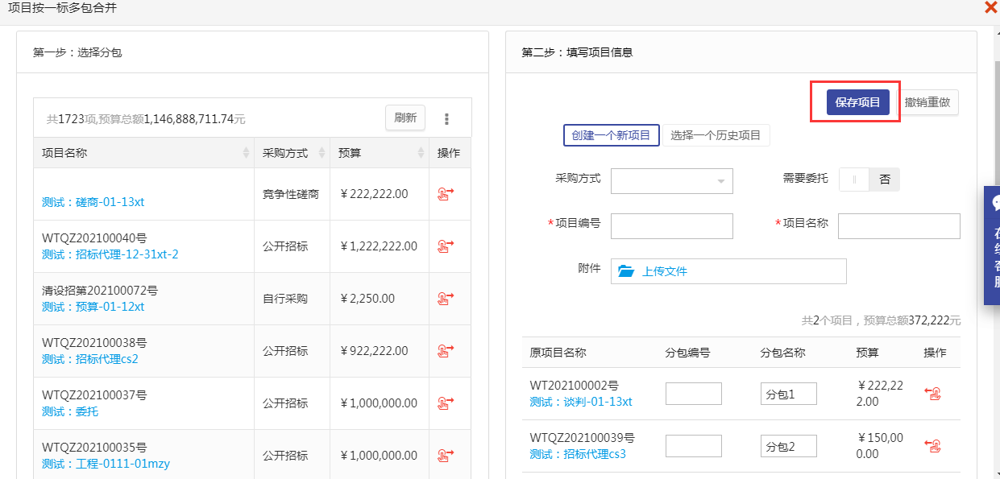 项目按一标多包合并
第一步：选择分包
共1723项,预算总额1,146,888,711.74元
刷新
项目名称 采购方式 预算 操作
测试：磋商-01-13xt 竞争性磋商 ￥222,222.00
WTQZ202100040号
测试：招标代理-12-31xt-2 公开招标 ￥1,222,222.00
清设招第202100072号
测试：预算-01-12xt 自行采购 ￥2,250.00
WTQZ202100038号
测试：招标代理cs2 公开招标 ￥922,222.00
WTQZ202100037号
测试：委托 公开招标 ￥1,000,000.00
WTQZ202100035号
测试：工程-0111-01mzy 公开招标 ￥1,000,000.00
第二步：填写项目信息
保存项目 撤销重做
创建一个新项目 选择一个历史项目
采购方式 需要委托 否
*项目编号 *项目名称
附件 上传文件
共2个项目，预算总额372,222元
原项目名称 分包编号 分包名称 预算 操作
WT202100002号
测试：谈判-01-13xt 分包1 ￥222,22
2.00
WTQZ202100039号
测试：招标代理cs3 分包2 ￥150,00
0.00
在
线
客
服